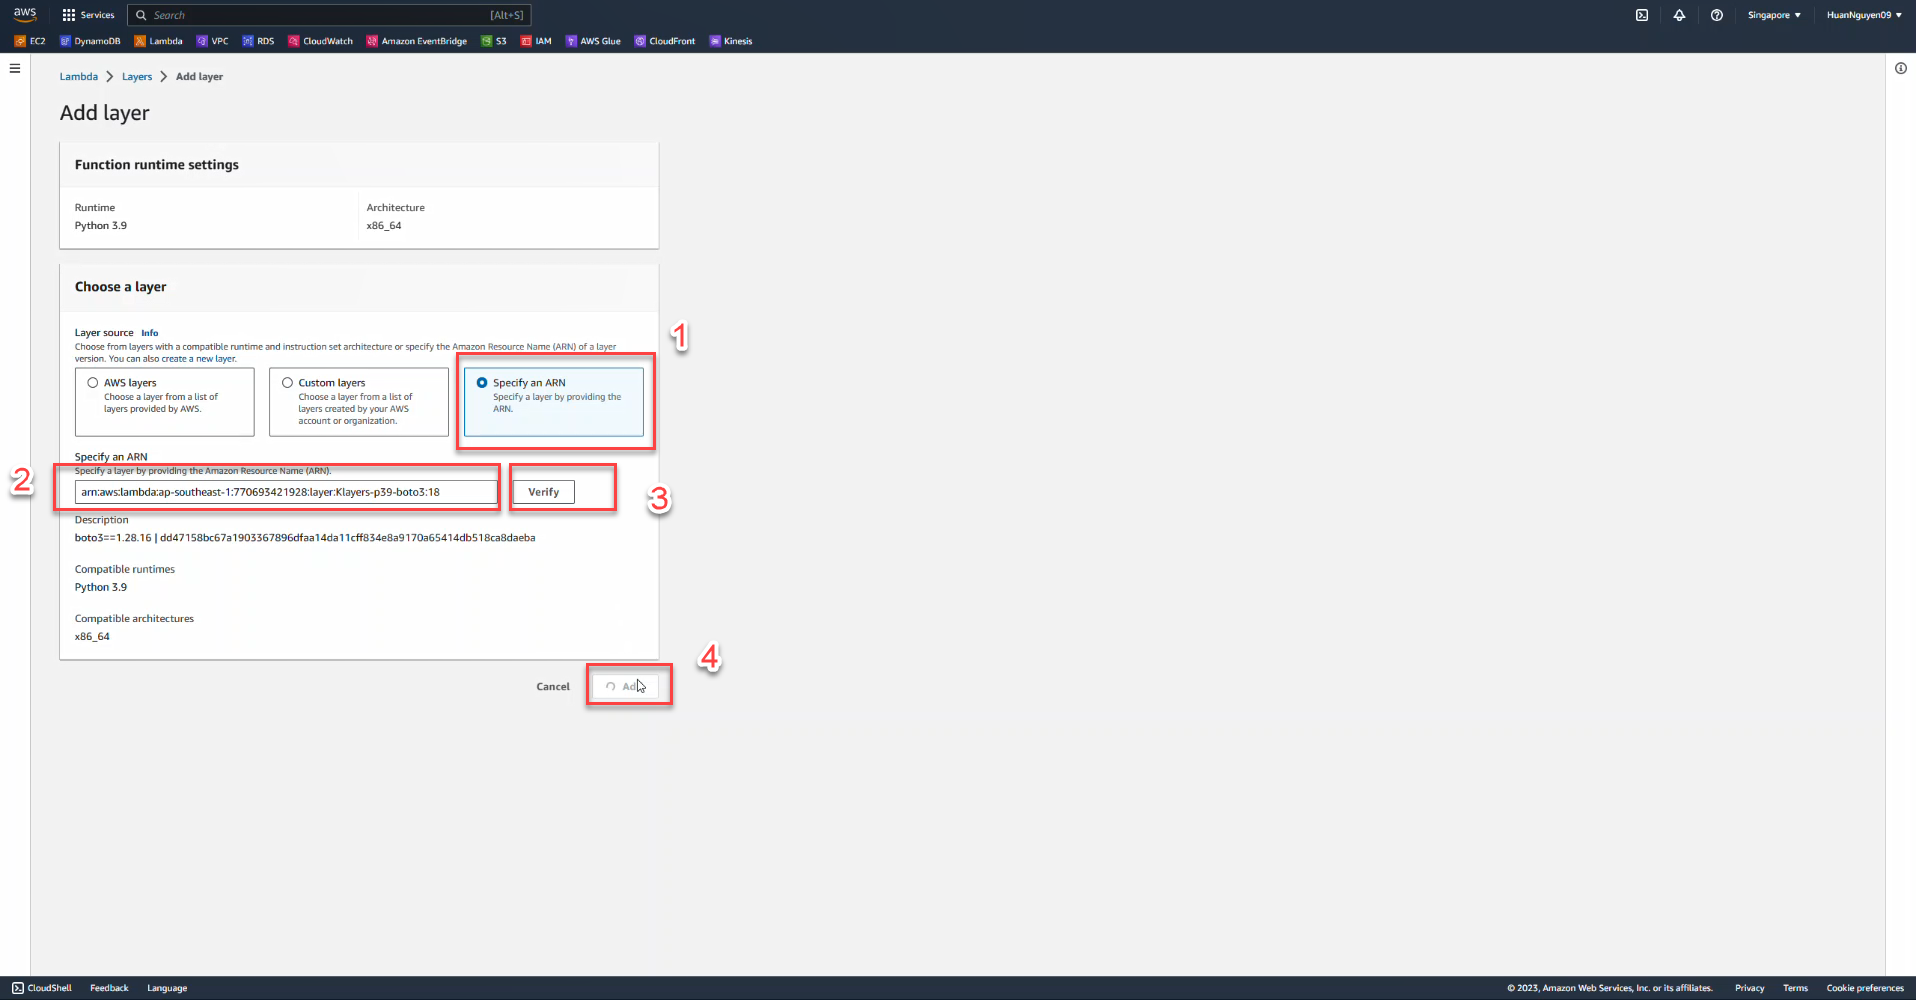 aws
Services
Search
[Alt+S]
Singapore
HuanNguyen09
EC2
DynamoDB
Lambda
VPC
RDS
CloudWatch
Amazon EventBridge
S3
IAM
AWS Glue
CloudFront
Kinesis
Lambda
Layers
Add layer
Add layer
Function runtime settings
Runtime
Python 3.9
Architecture
x86_64
Choose a layer
Layer source Info
Choose from layers with a compatible runtime and instruction set architecture or specify the Amazon Resource Name (ARN) of a layer
version. You can also create a new layer.
1
AWS layers
Choose a layer from a list of
layers provided by AWS.
Custom layers
Choose a layer from a list of
layers created by your AWS
account or organization.
Specify an ARN
Specify a layer by providing the
ARN.
Specify an ARN
Specify a layer by providing the Amazon Resource Name (ARN).
2
arn:aws:lambda:ap-southeast-1:770693421928:layer:Klayers-p39-boto3:18
Verify
3
Description
boto3==1.28.16 | dd47158bc67a1903367896dfaa14da11cff834e8a9170a65414db518ca8daeba
Compatible runtimes
Python 3.9
Compatible architectures
x86_64
4
Cancel
Add
CloudShell
Feedback
Language
© 2023, Amazon Web Services, Inc. or its affiliates.
Privacy
Terms
Cookie preferences